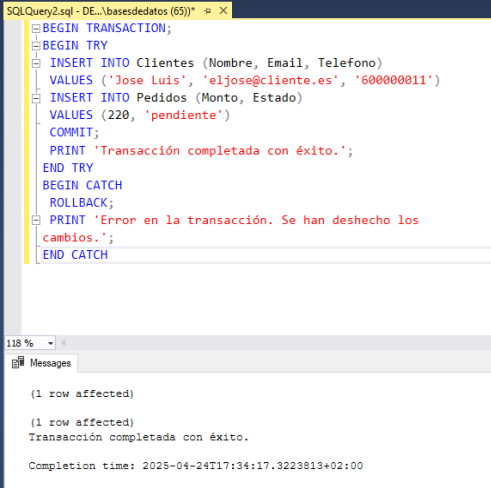 SQLQuery2.sql - DE...\basesdedatos (65))*
BEGIN TRANSACTION;
BEGIN TRY
INSERT INTO Clientes (Nombre, Email, Telefono)
VALUES ('Jose Luis', 'eljose@cliente.es', '600000011')
INSERT INTO Pedidos (Monto, Estado)
VALUES (220, 'pendiente')
COMMIT;
PRINT 'Transacción completada con éxito.';
END TRY
BEGIN CATCH
ROLLBACK;
PRINT 'Error en la transacción. Se han deshecho los
cambios.';
END CATCH
118 %
Messages
(1 row affected)
(1 row affected)
Transacción completada con éxito.
Completion time: 2025-04-24T17:34:17.3223813+02:00